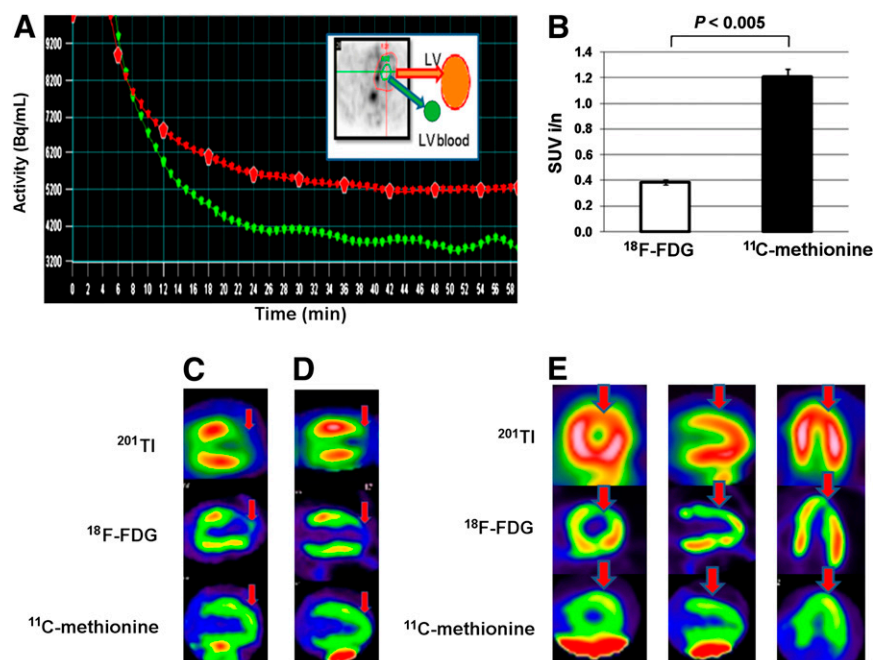 A
Activity (Bq/mL)
9200
8200
7200
6200
5200
4200
3200
0 2 4 6 8 10 12 14 16 18 20 22 24 26 28 30 32 34 36 38 40 42 44 46 48 50 52 54 56 58
Time (min)
LV
LV blood
B
P < 0.005
SUV i/n
1.4
1.2
1.0
0.8
0.6
0.4
0.2
0.0
¹⁸F-FDG
¹¹C-methionine
C
D
E
²⁰¹Tl
¹⁸F-FDG
¹¹C-methionine
²⁰¹Tl
¹⁸F-FDG
¹¹C-methionine